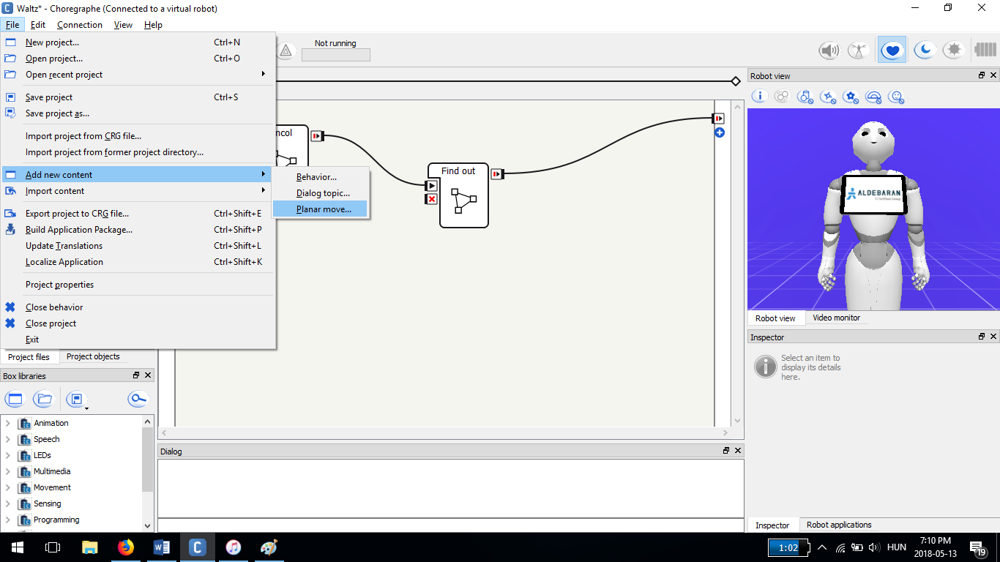 Waltz* - Choregraphe (Connected to a virtual robot)
File Edit Connection View Help
New project... Ctrl+N
Open project... Ctrl+O
Open recent project
Save project Ctrl+S
Save project as...
Import project from CRG file...
Import project from former project directory...
Add new content
Import content
Export project to CRG file... Ctrl+Shift+E
Build Application Package... Ctrl+Shift+P
Update Translations Ctrl+Shift+L
Localize Application Ctrl+Shift+K
Project properties
Close behavior
Close project
Exit
Behavior...
Dialog topic...
Planar move...
Not running
ncol
Find out
Robot view
ALDEBARAN
Robot view Video monitor
Inspector
Select an item to
display its details
here.
Project files Project objects
Box libraries
Animation
Speech
LEDs
Multimedia
Movement
Sensing
Programming
Dialog
Inspector Robot applications
1:02
HUN
7:10 PM
2018-05-13
19